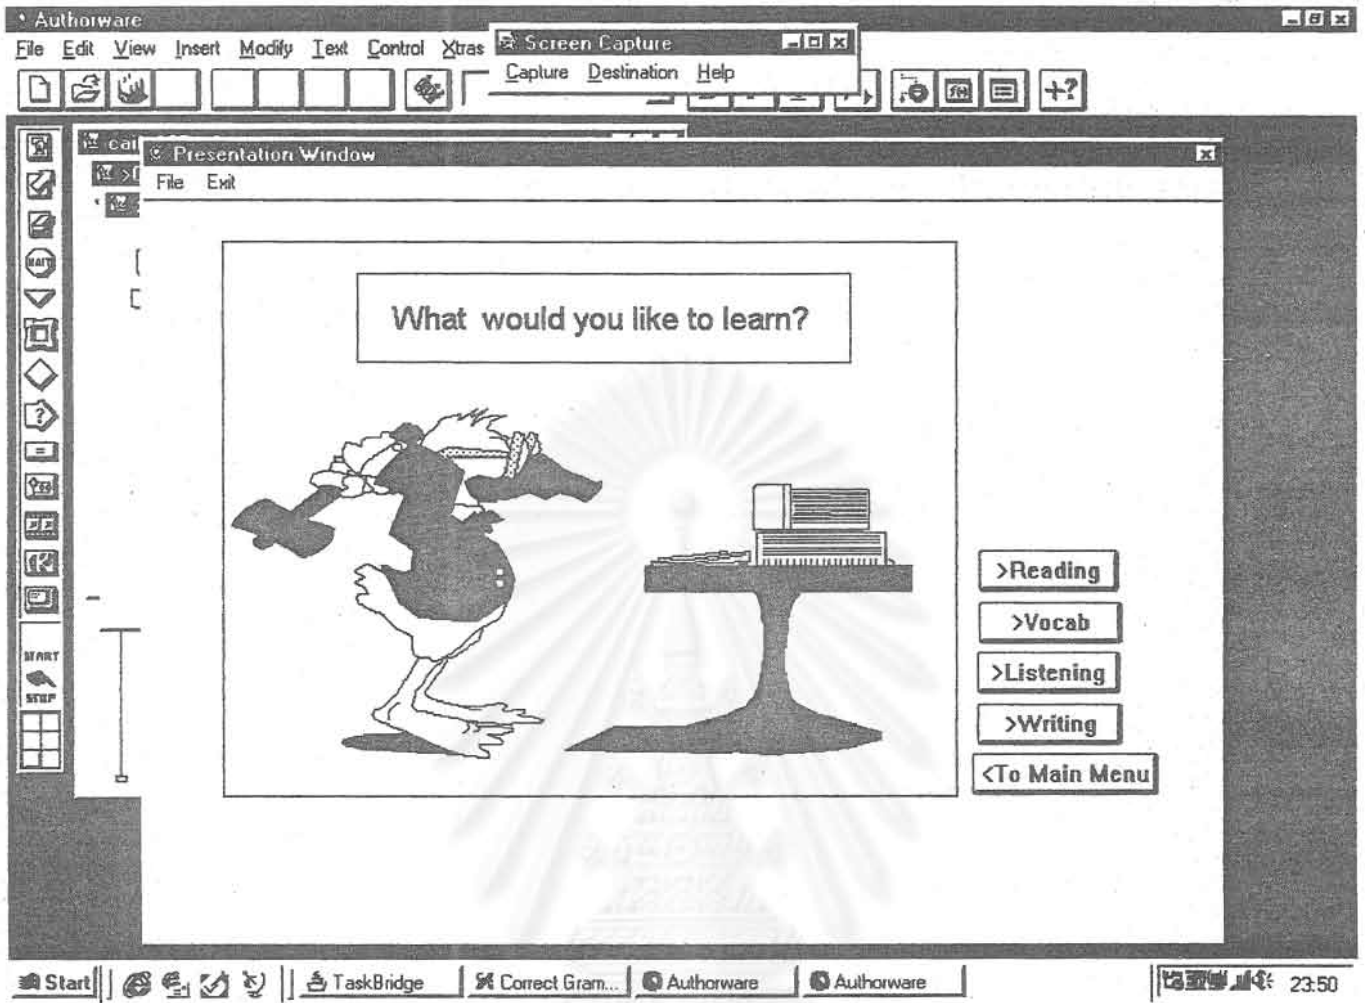 Authorware
File Edit View Insert Modify Text Control Xtras
Screen Capture
Capture Destination Help
Presentation Window
File Exit
What would you like to learn?
>Reading
>Vocab
>Listening
>Writing
<To Main Menu
START
STOP
Start TaskBridge Correct Gram... Authorware Authorware 23:50